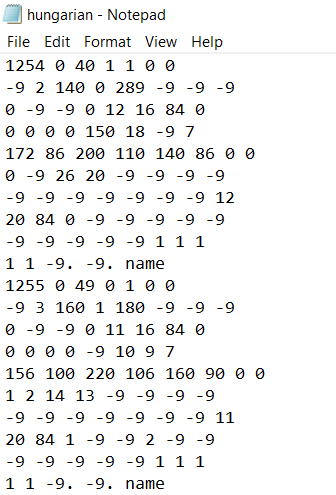 hungarian - Notepad
File Edit Format View Help
1254 0 40 1 1 0 0
-9 2 140 0 289 -9 -9 -9
0 -9 -9 0 12 16 84 0
0 0 0 0 150 18 -9 7
172 86 200 110 140 86 0 0
0 -9 26 20 -9 -9 -9 -9
-9 -9 -9 -9 -9 -9 -9 12
20 84 0 -9 -9 -9 -9 -9
-9 -9 -9 -9 -9 1 1 1
1 1 -9. -9. name
1255 0 49 0 1 0 0
-9 3 160 1 180 -9 -9 -9
0 -9 -9 0 11 16 84 0
0 0 0 0 -9 10 9 7
156 100 220 106 160 90 0 0
1 2 14 13 -9 -9 -9 -9
-9 -9 -9 -9 -9 -9 -9 11
20 84 1 -9 -9 2 -9 -9
-9 -9 -9 -9 -9 1 1 1
1 1 -9. -9. name